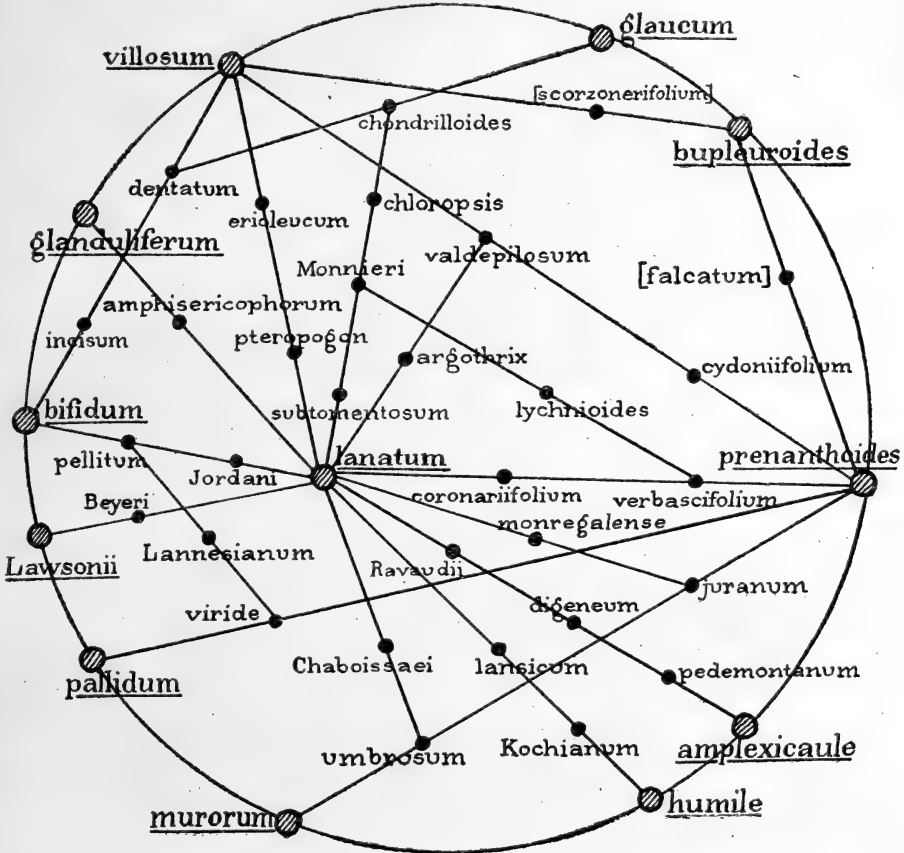 glaucum
villosum
[scorzonerifolium]
chondrilloides
bupleuroides
dentatum
chloropsis
erioleucum
glanduliferum
valdepilosum
Monnieri
[falcatum]
amphisericophorum
incisum
pteropogon
argothrix
cydoniifolium
bifidum
subtomentosum
lychnioides
pellitum
lanatum
prenanthoides
Jordani
Beyeri
coronariifolium
verbascifolium
monregalense
Lawsonii
Lannesianum
Ravaudii
juranum
viride
digeneum
Chaboissaei
lansicum
pedemontanum
pallidum
umbrosum
Kochianum
amplexicaule
murorum
humile